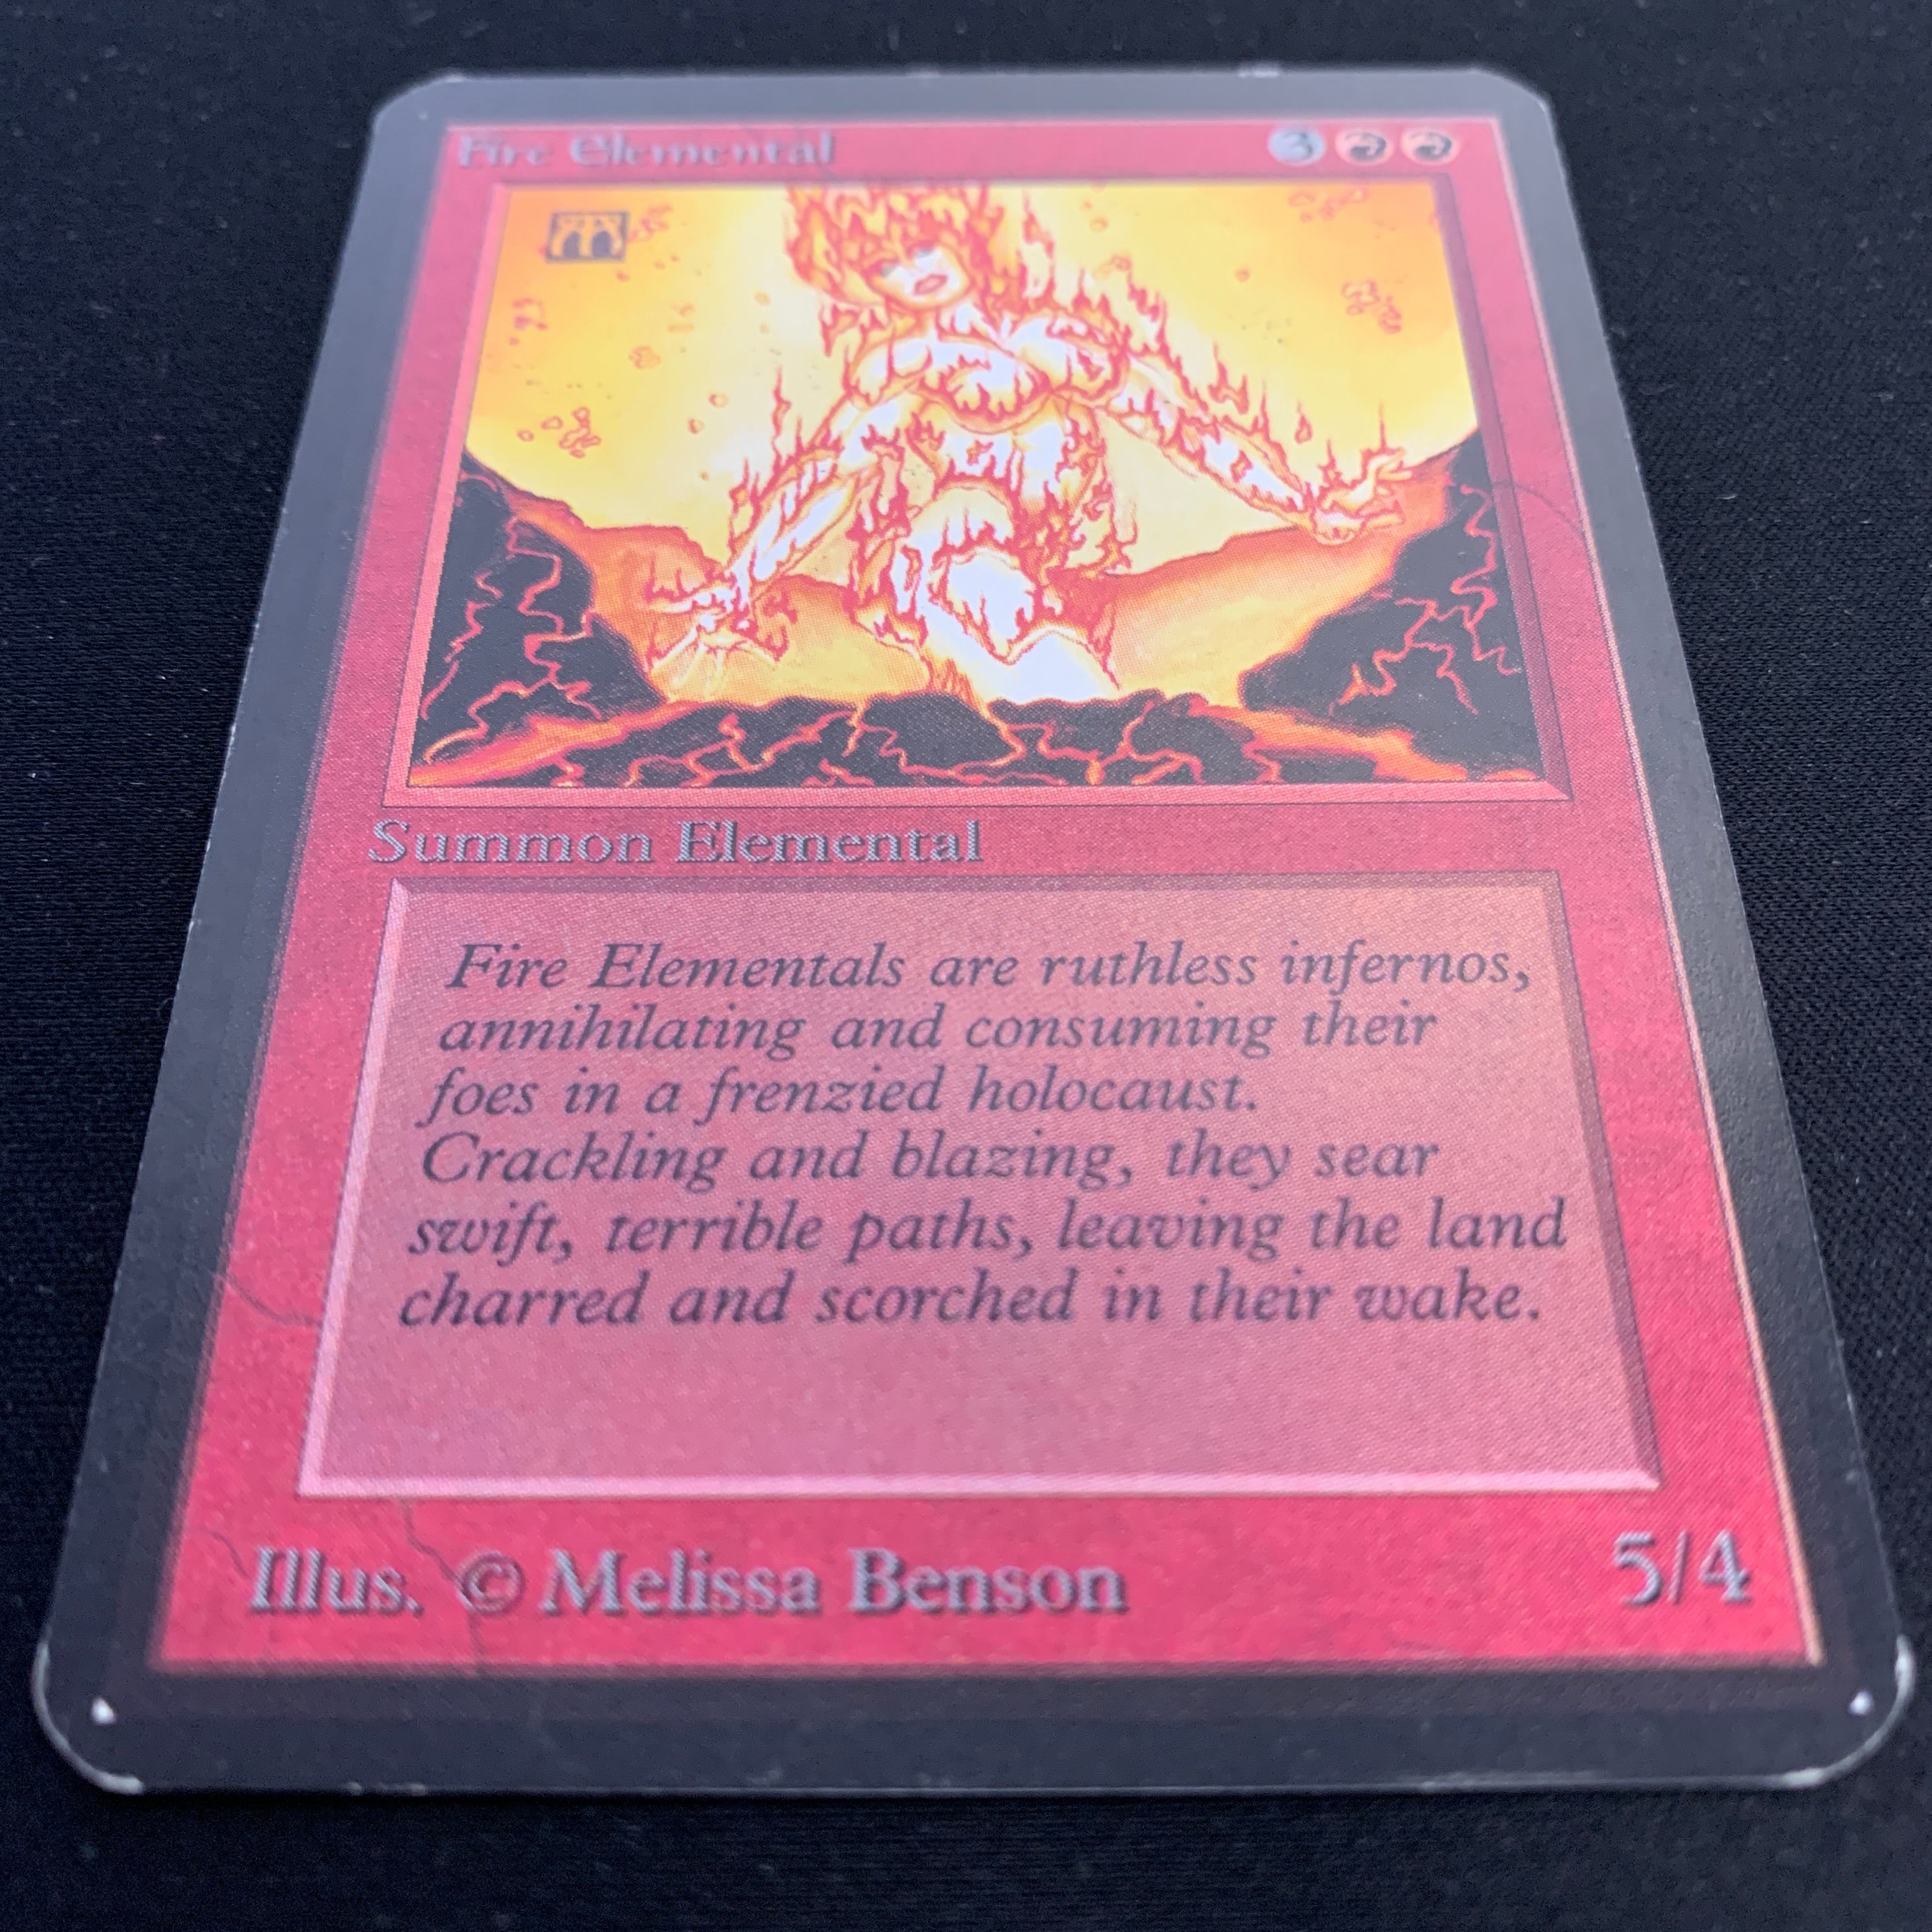 Fire Elemental 3
Summon Elemental
Fire Elementals are ruthless infernos,
annihilating and consuming their
foes in a frenzied holocaust.
Crackling and blazing, they sear
swift, terrible paths, leaving the land
charred and scorched in their wake.
Illus. © Melissa Benson 5/4